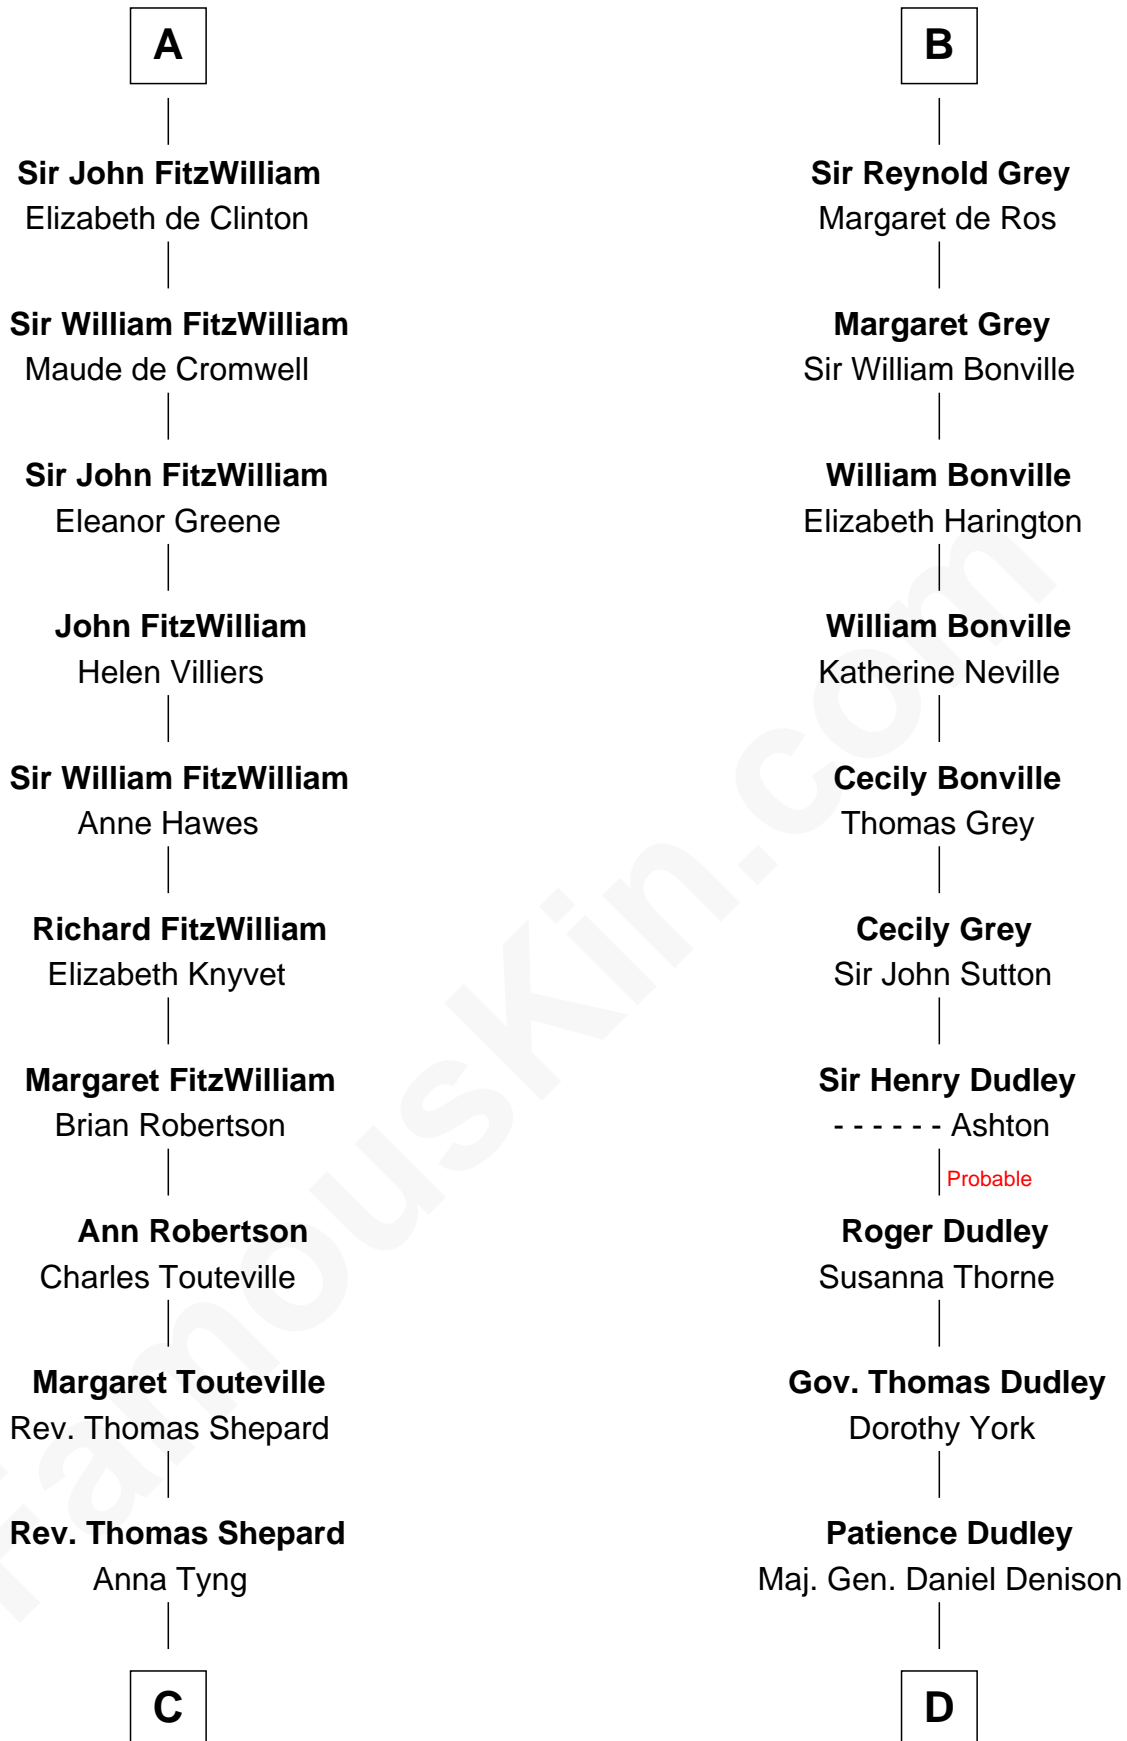 A
Sir John FitzWilliam
Elizabeth de Clinton
Sir William FitzWilliam
Maude de Cromwell
Sir John FitzWilliam
Eleanor Greene
John FitzWilliam
Helen Villiers
Sir William FitzWilliam
Anne Hawes
Richard FitzWilliam
Elizabeth Knyvet
Margaret FitzWilliam
Brian Robertson
Ann Robertson
Charles Touteville
Margaret Touteville
Rev. Thomas Shepard
Rev. Thomas Shepard
Anna Tyng
C
B
Sir Reynold Grey
Margaret de Ros
Margaret Grey
Sir William Bonville
William Bonville
Elizabeth Harington
William Bonville
Katherine Neville
Cecily Bonville
Thomas Grey
Cecily Grey
Sir John Sutton
Sir Henry Dudley
- - - - - - Ashton
Probable
Roger Dudley
Susanna Thorne
Gov. Thomas Dudley
Dorothy York
Patience Dudley
Maj. Gen. Daniel Denison
D
FamousKin.com